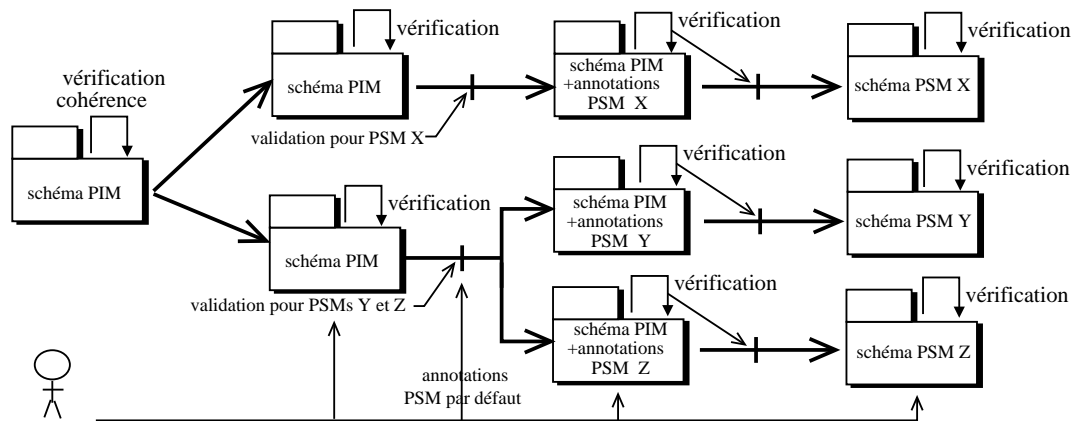 vérification
cohérence
schéma PIM
vérification
schéma PIM
validation pour PSM X
vérification
schéma PIM
+annotations
PSM X
vérification
schéma PSM X
vérification
schéma PIM
validation pour PSMs Y et Z
vérification
schéma PIM
+annotations
PSM Y
vérification
schéma PSM Y
vérification
schéma PIM
+annotations
PSM Z
vérification
schéma PSM Z
annotations
PSM par défaut